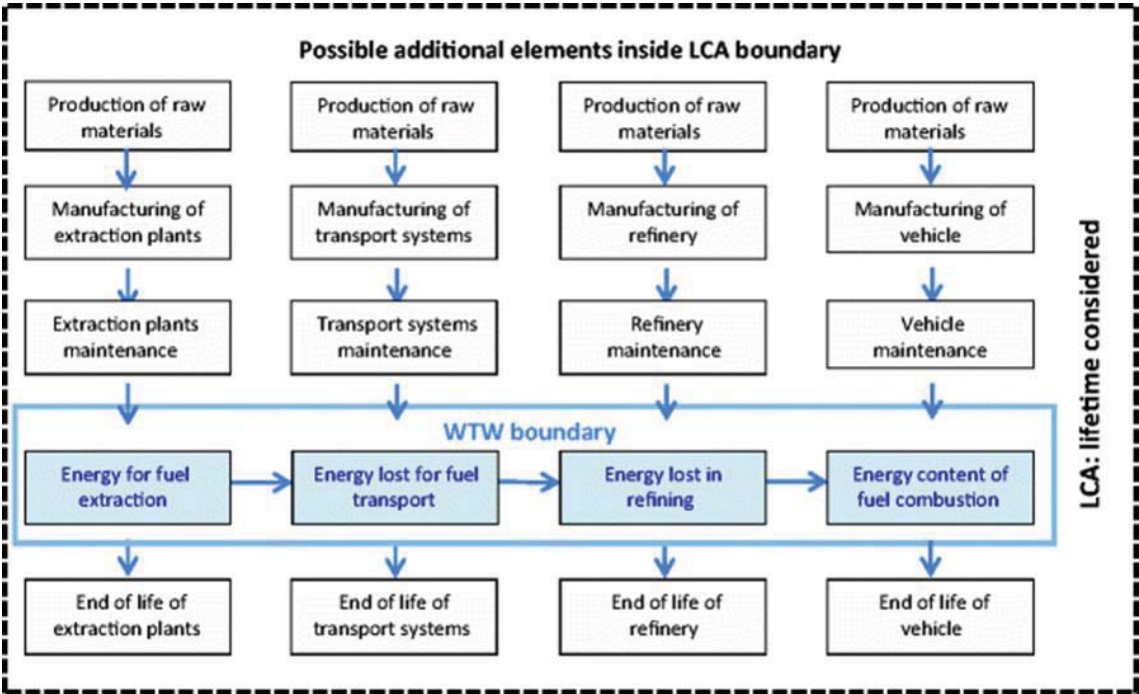 Possible additional elements inside LCA boundary
Production of raw
materials
Production of raw
materials
Production of raw
materials
Production of raw
materials
Manufacturing of
extraction plants
Manufacturing of
transport systems
Manufacturing of
refinery
Manufacturing of
vehicle
Extraction plants
maintenance
Transport systems
maintenance
Refinery
maintenance
Vehicle
maintenance
WTW boundary
Energy for fuel
extraction
Energy lost for fuel
transport
Energy lost in
refining
Energy content of
fuel combustion
End of life of
extraction plants
End of life of
transport systems
End of life of
refinery
End of life of
vehicle
LCA: lifetime considered